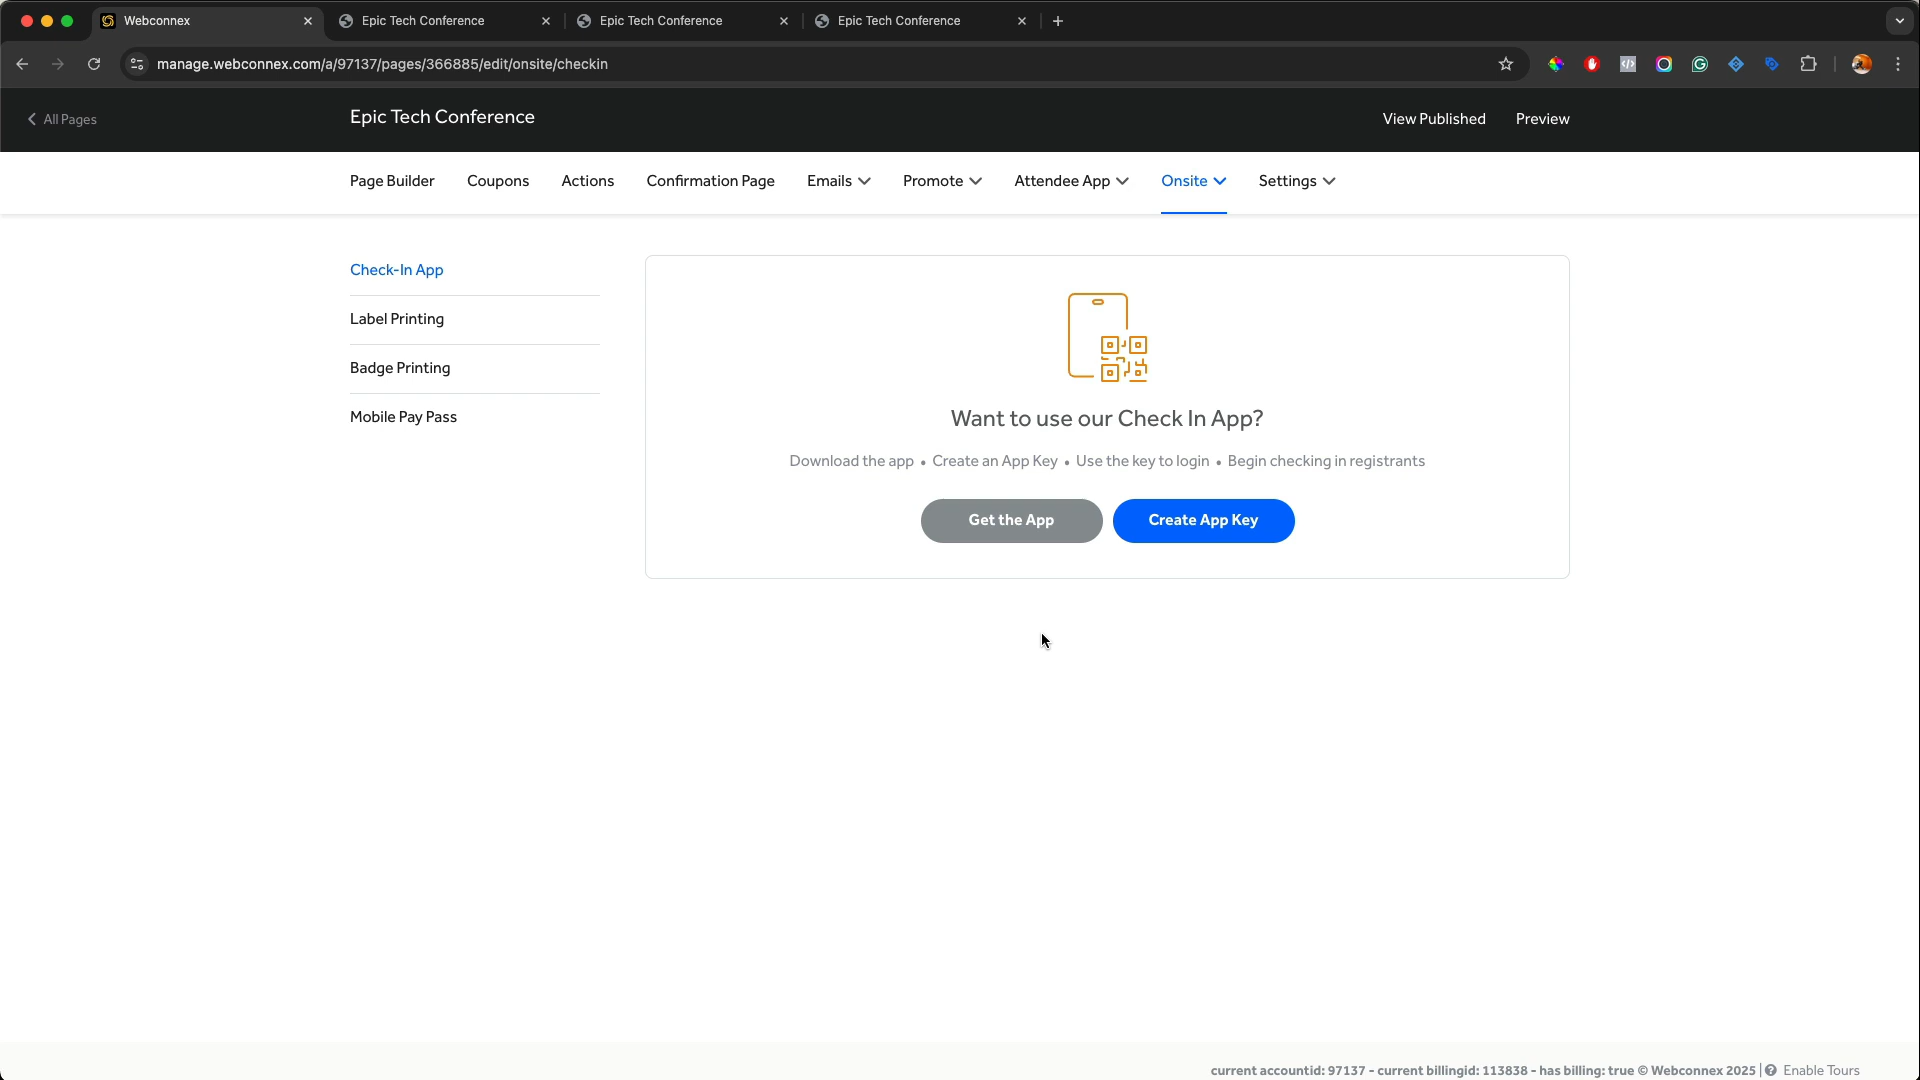 Webconnex
Epic Tech Conference
Epic Tech Conference
Epic Tech Conference
manage.webconnex.com/a/97137/pages/366885/edit/onsite/checkin
All Pages
Epic Tech Conference
View Published
Preview
Page Builder
Coupons
Actions
Confirmation Page
Emails
Promote
Attendee App
Onsite
Settings
Check-In App
Label Printing
Badge Printing
Mobile Pay Pass
Want to use our Check In App?
Download the app • Create an App Key • Use the key to login • Begin checking in registrants
Get the App
Create App Key
current accountid: 97137 - current billingid: 113838 - has billing: true © Webconnex 2025 | Enable Tours